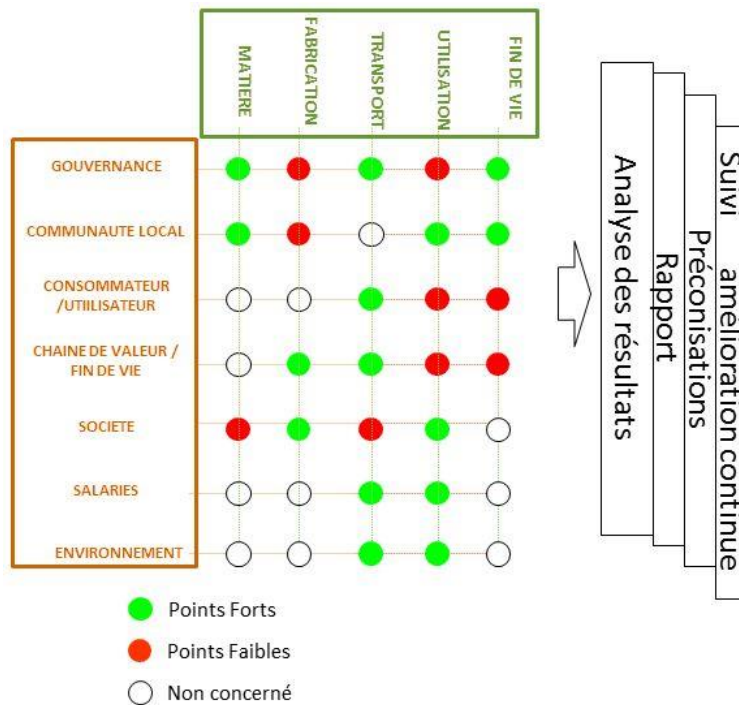 MATIERE
FABRICATION
TRANSPORT
UTILISATION
FIN DE VIE
GOUVERNANCE
COMMUNAUTE LOCAL
CONSOMMATEUR
/UTIILISATEUR
CHAINE DE VALEUR /
FIN DE VIE
SOCIETE
SALARIES
ENVIRONNEMENT
Analyse des résultats
Rapport
Préconisations
Suivi amélioration continue
Points Forts
Points Faibles
Non concerné